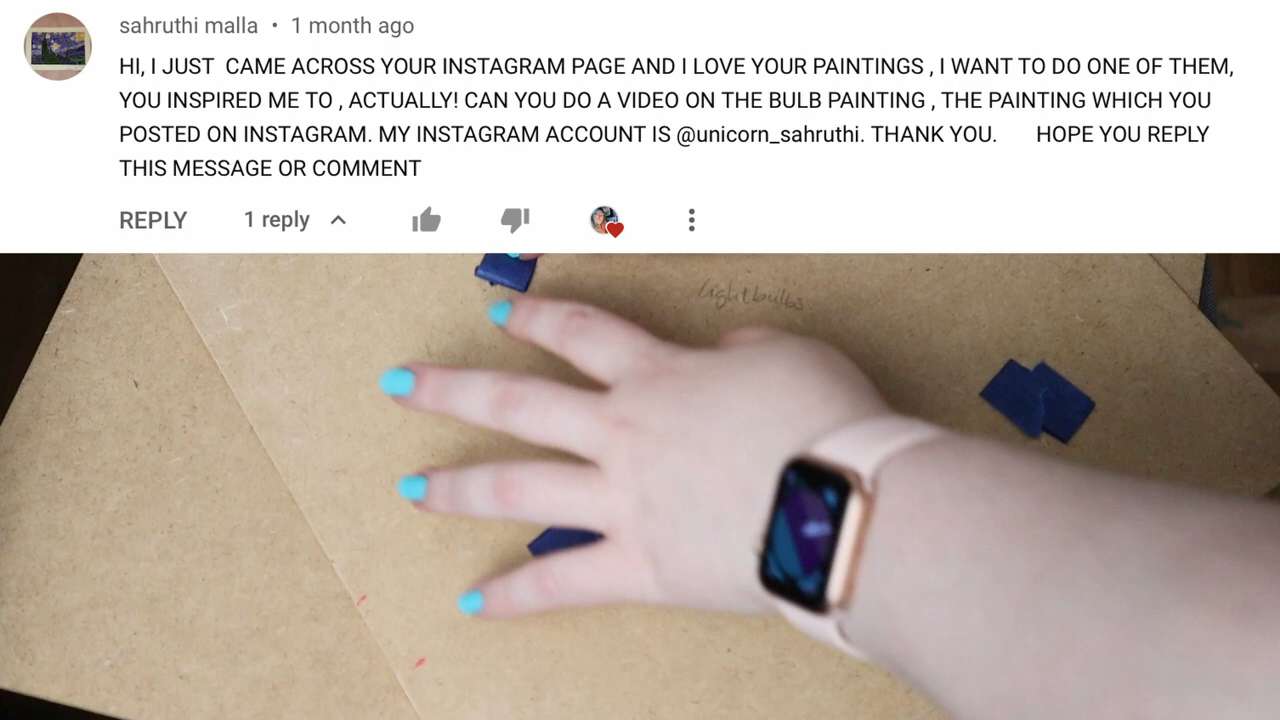 sahruthi malla • 1 month ago
HI, I JUST  CAME ACROSS YOUR INSTAGRAM PAGE AND I LOVE YOUR PAINTINGS , I WANT TO DO ONE OF THEM,
YOU INSPIRED ME TO , ACTUALLY! CAN YOU DO A VIDEO ON THE BULB PAINTING , THE PAINTING WHICH YOU
POSTED ON INSTAGRAM. MY INSTAGRAM ACCOUNT IS @unicorn_sahruthi. THANK YOU.      HOPE YOU REPLY
THIS MESSAGE OR COMMENT
REPLY 1 reply
lightbulbs